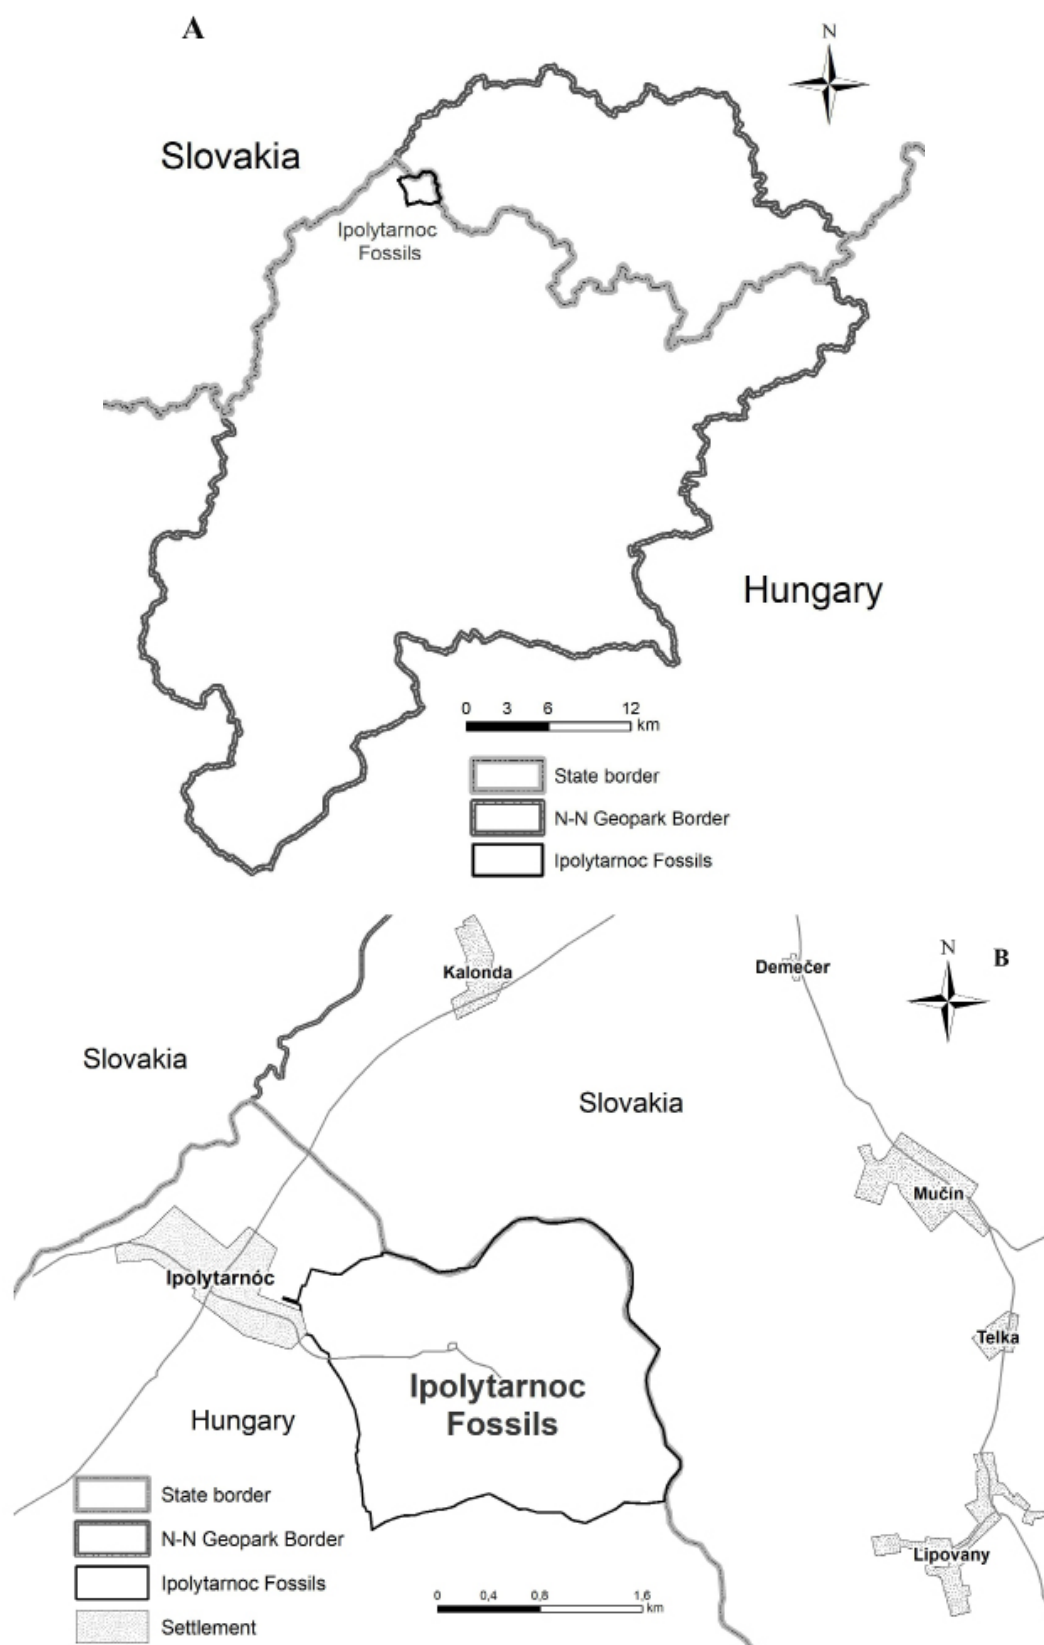 A
N
Slovakia
Ipolytarnoc
Fossils
Hungary
0 3 6 12
km
State border
N-N Geopark Border
Ipolytarnoc Fossils
N
B
Kalonda
Demečer
Slovakia
Slovakia
Mučín
Ipolytarnóc
Telka
Ipolytarnoc
Fossils
Hungary
State border
N-N Geopark Border
Lipovany
Ipolytarnoc Fossils
0 0,4 0,8 1,6
km
Settlement